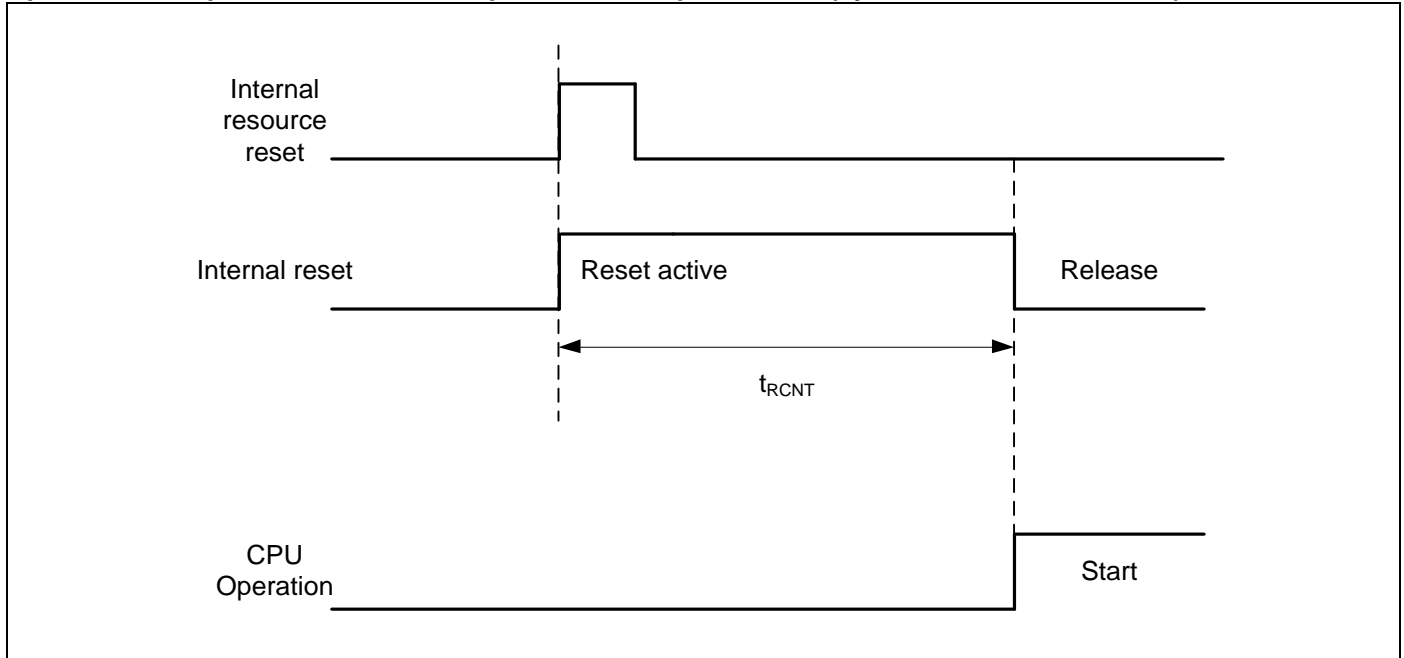 Internal
resource
reset
Internal reset
Reset active
Release
tRCNT
CPU
Operation
Start